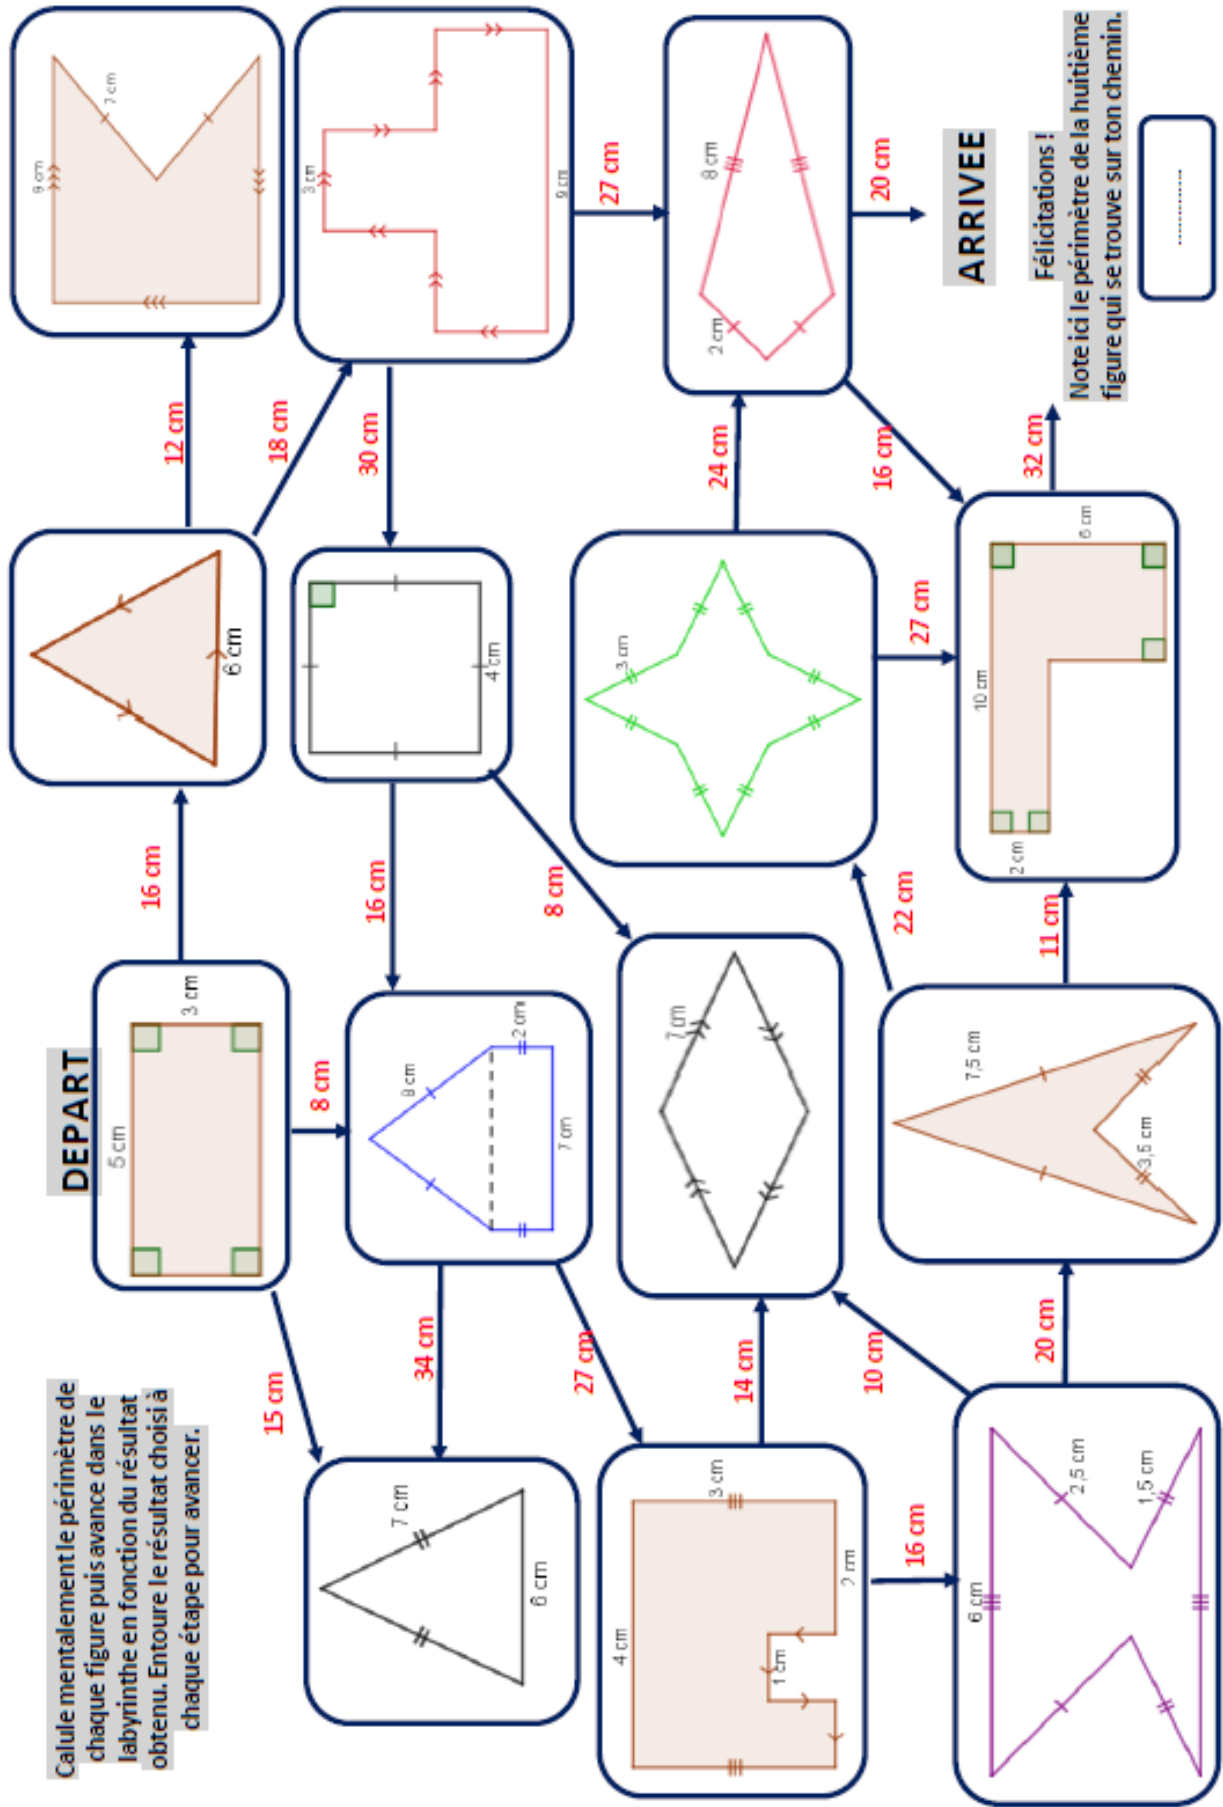 Calule mentalement le périmètre de
chaque figure puis avance dans le
labyrinthe en fonction du résultat
obtenu. Entoure le résultat choisi à
chaque étape pour avancer.
DEPART
5 cm
3 cm
16 cm
6 cm
12 cm
18 cm
9 cm
7 cm
15 cm
8 cm
7 cm
6 cm
34 cm
8 cm
2 cm
7 cm
16 cm
4 cm
30 cm
3 cm
9 cm
27 cm
8 cm
27 cm
4 cm
3 cm
1 cm
2 cm
14 cm
7 cm
3 cm
24 cm
2 cm
8 cm
20 cm
16 cm
10 cm
22 cm
27 cm
16 cm
ARRIVEE
6 cm
2,5 cm
1,5 cm
20 cm
7,5 cm
3,5 cm
11 cm
2 cm
10 cm
6 cm
32 cm
Félicitations !
Note ici le périmètre de la huitième
figure qui se trouve sur ton chemin.
...........